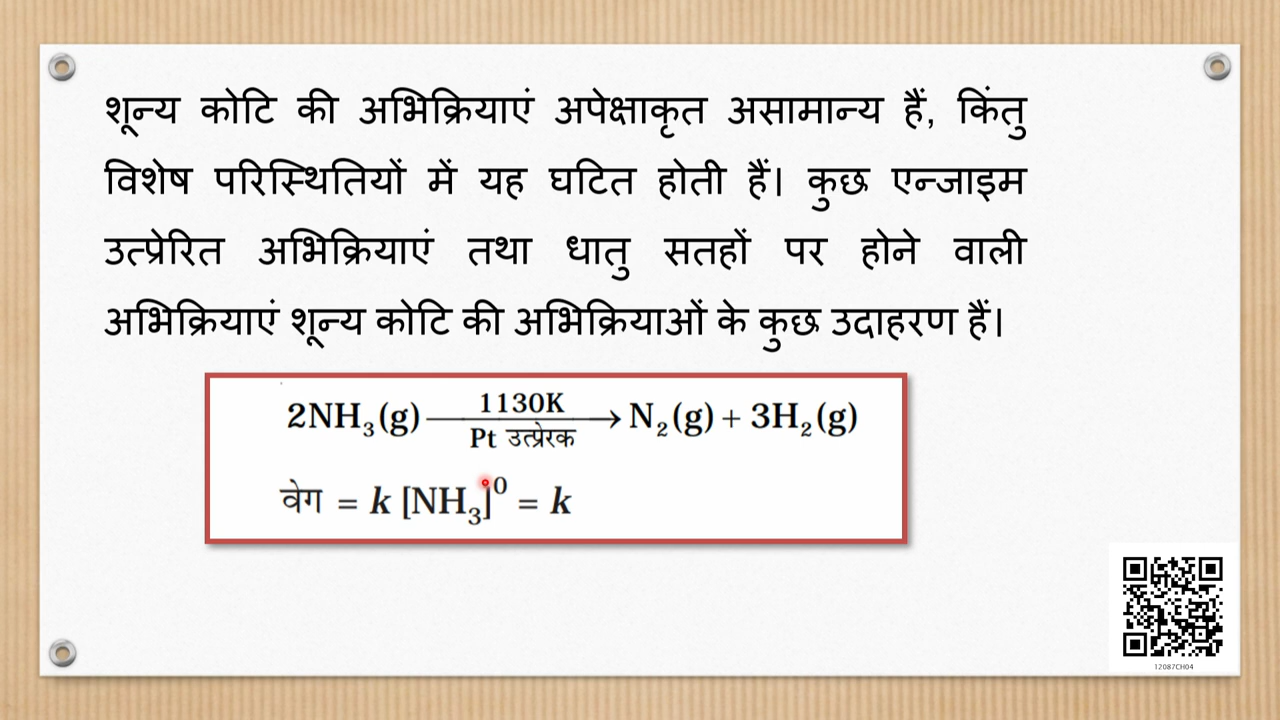 शून्य कोटि की अभिक्रियाएं अपेक्षाकृत असामान्य हैं, किंतु
विशेष परिस्थितियों में यह घटित होती हैं। कुछ एन्जाइम
उत्प्रेरित अभिक्रियाएं तथा धातु सतहों पर होने वाली
अभिक्रियाएं शून्य कोटि की अभिक्रियाओं के कुछ उदाहरण हैं।
1130K
2NH₃(g) ⟶ N₂(g) + 3H₂(g)
Pt उत्प्रेरक
वेग = k [NH₃]⁰ = k
12087CH04